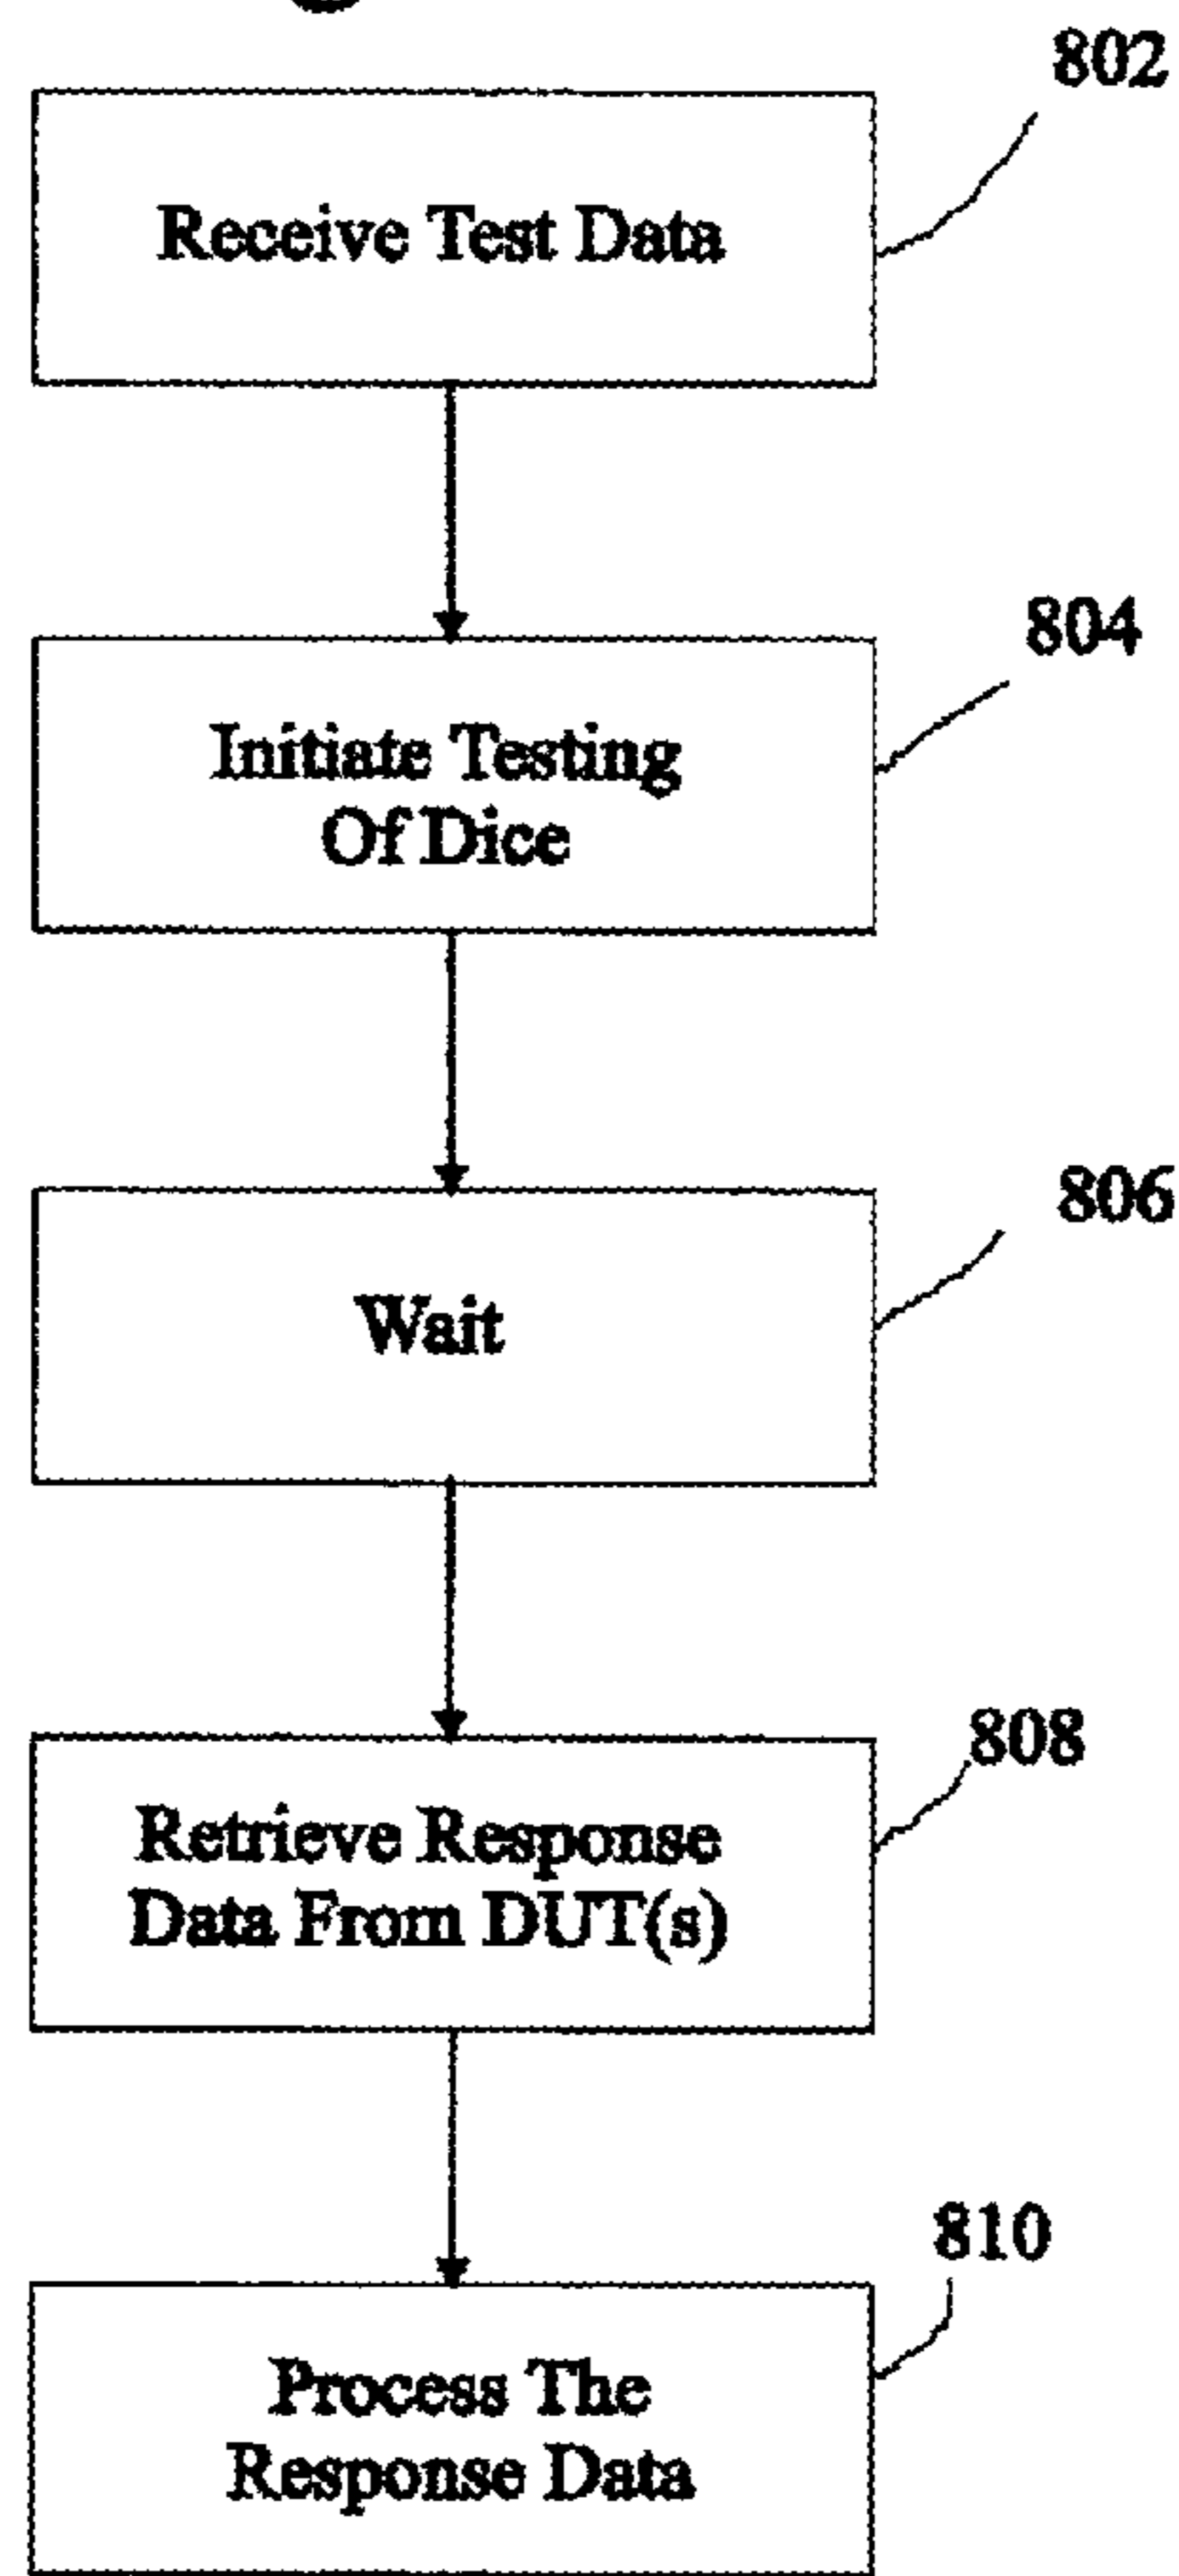 802
Receive Test Data
804
Initiate Testing
Of Dice
806
Wait
808
Retrieve Response
Data From DUT(s)
810
Process The
Response Data